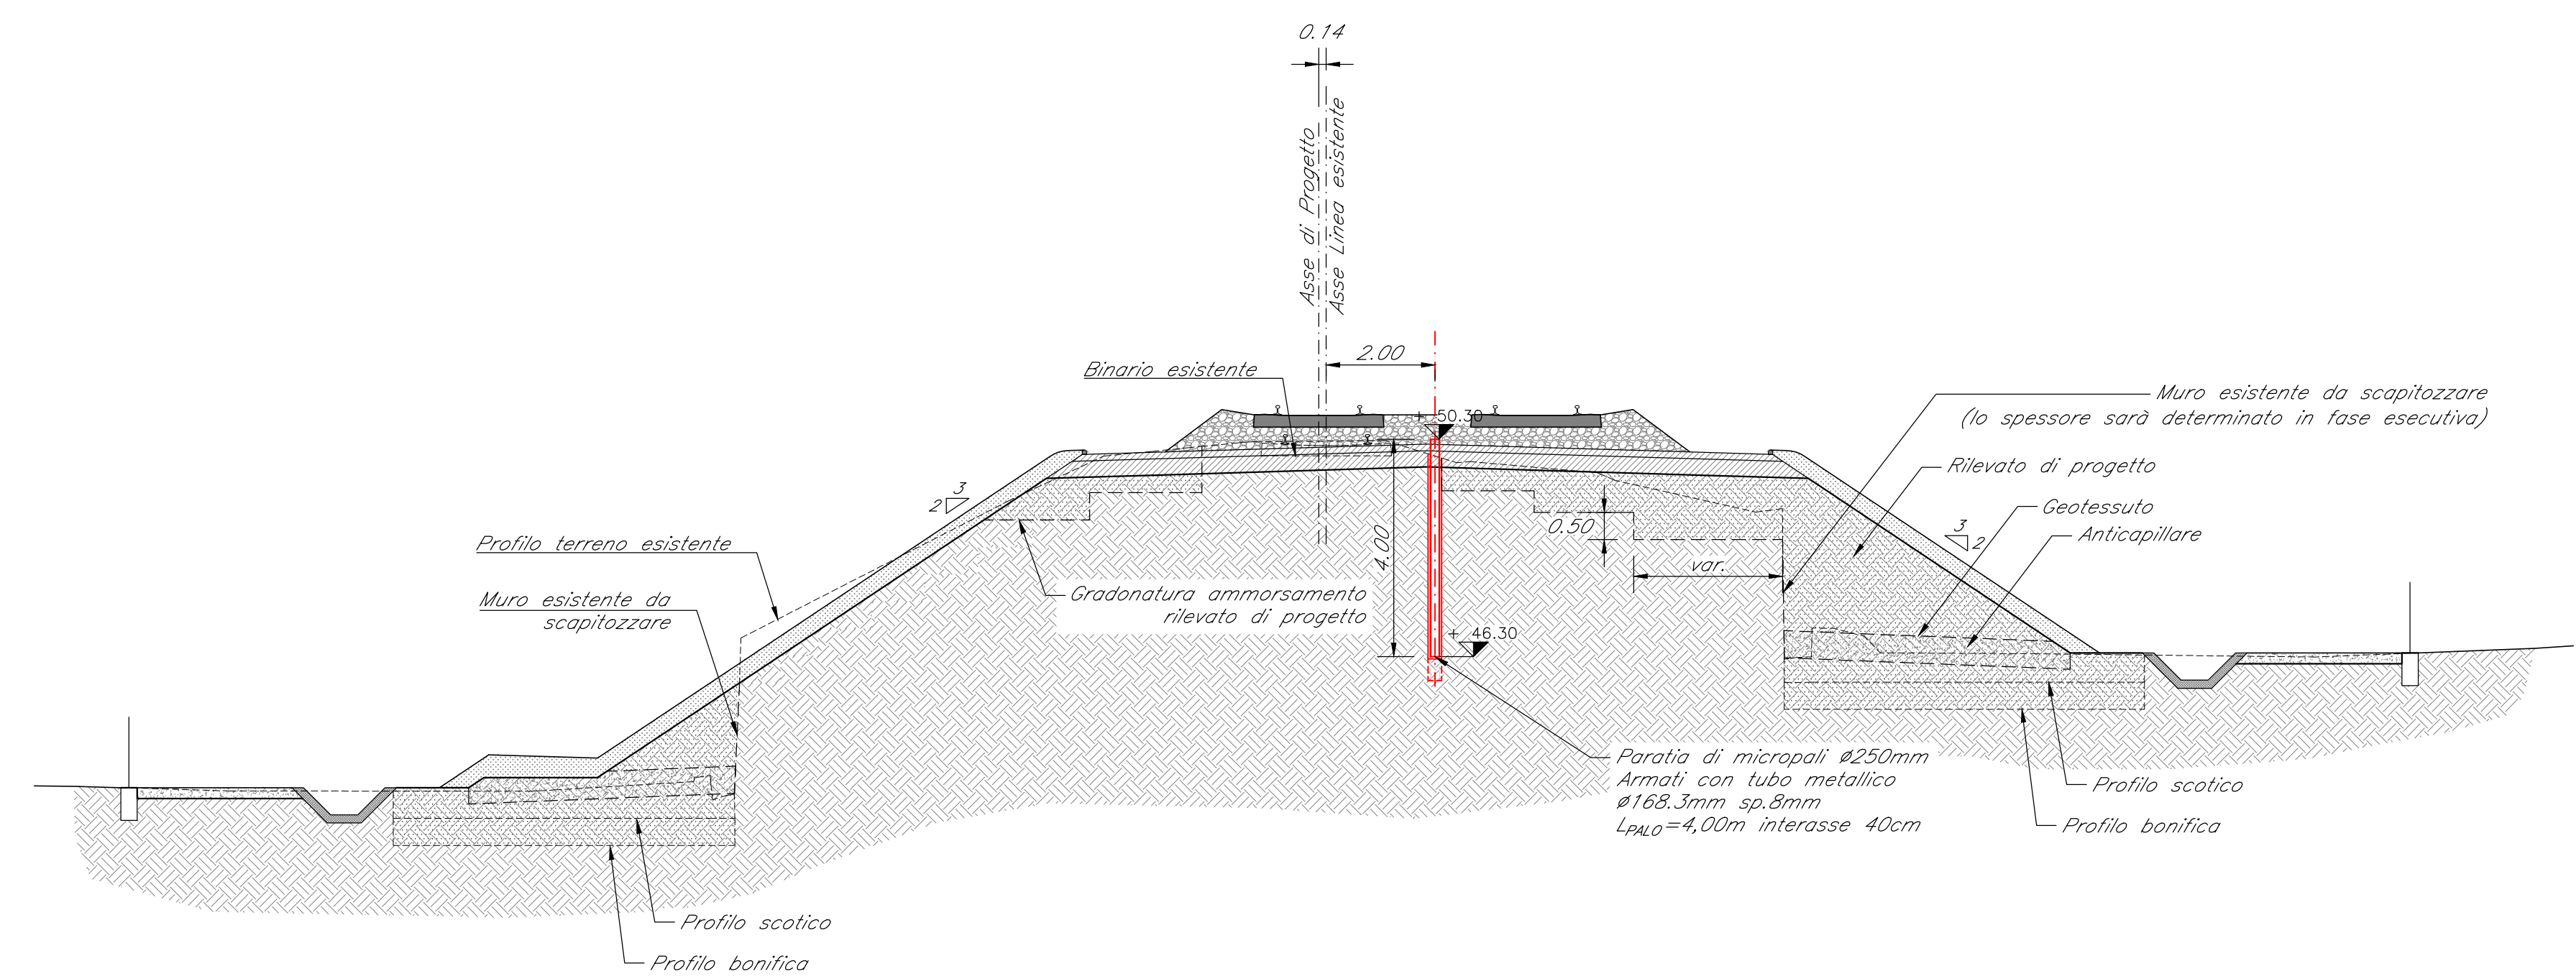 0.14
Asse di Progetto
Asse Linea esistente
2.00
Binario esistente
+ 50.30
Muro esistente da scapitozzare
(lo spessore sarà determinato in fase esecutiva)
Rilevato di progetto
Geotessuto
Anticapillare
3
2
3
2
0.50
4.00
var.
Profilo terreno esistente
Muro esistente da
scapitozzare
Gradonatura ammorsamento
rilevato di progetto
+ 46.30
Paratia di micropali ø250mm
Armati con tubo metallico
ø168.3mm sp.8mm
LPALO=4,00m interasse 40cm
Profilo scotico
Profilo bonifica
Profilo scotico
Profilo bonifica